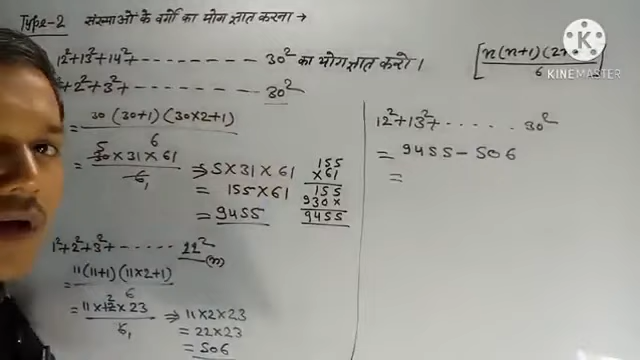 Type-2 संख्याओं के वर्गों का योग ज्ञात करना →
12²+13²+14²+ - - - - - - - - 30² का योग ज्ञात करो।
1²+2²+3²+ - - - - - - - - 30²
= 30 (30+1) (30×2+1) / 6
= 30 × 31 × 61 / 6 ⇒ 5 × 31 × 61
= 155 × 61
= 9455
155
×61
155
930×
9455
1²+2²+3²+ ------ 11² (n)
= 11 (11+1) (11×2+1) / 6
= 11 × 12 × 23 / 6 ⇒ 11 × 2 × 23
= 22 × 23
= 506
[n(n+1)(2n / 6
KINEMASTER
12²+13²+ ...... 30²
= 9455 - 506
=